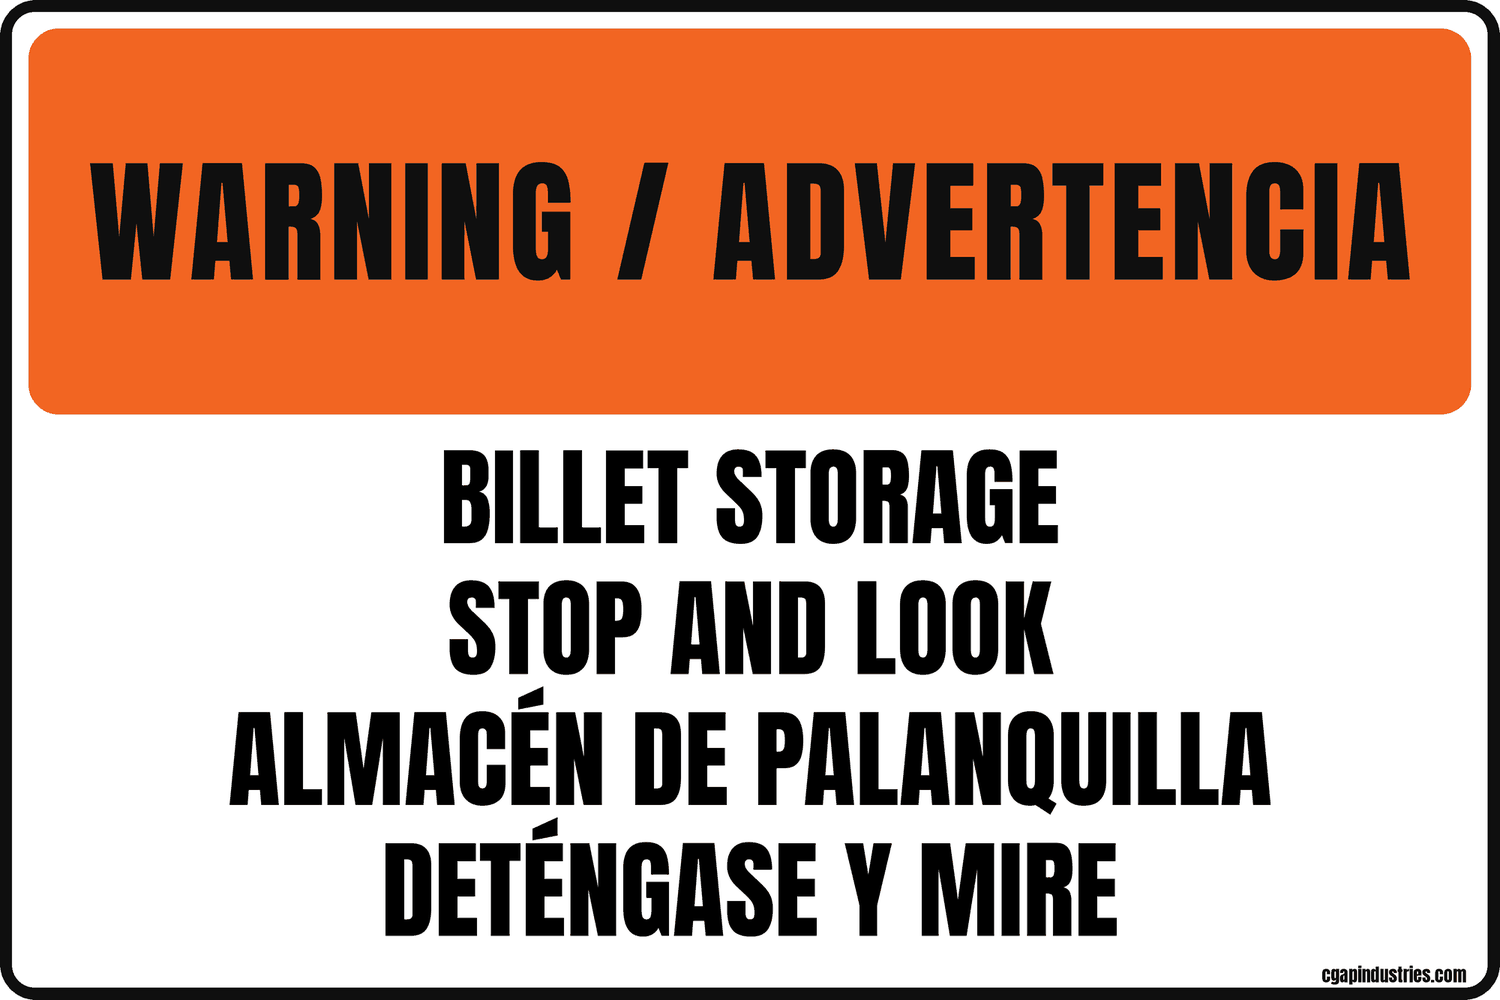 WARNING / ADVERTENCIA
BILLET STORAGE
STOP AND LOOK
ALMACÉN DE PALANQUILLA
DETÉNGASE Y MIRE
cgapindustries.com